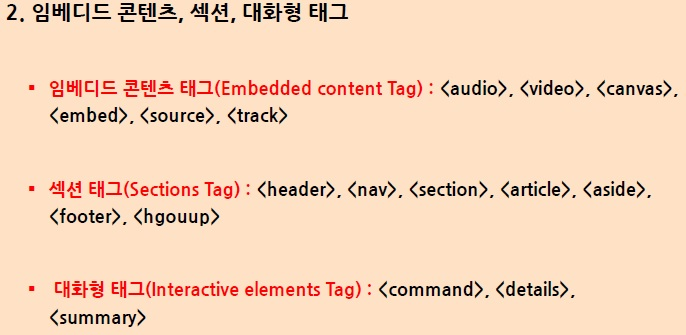 2. 임베디드 콘텐츠, 섹션, 대화형 태그
▪ 임베디드 콘텐츠 태그(Embedded content Tag) : <audio>, <video>, <canvas>,
<embed>, <source>, <track>
▪ 섹션 태그(Sections Tag) : <header>, <nav>, <section>, <article>, <aside>,
<footer>, <hgouup>
▪ 대화형 태그(Interactive elements Tag) : <command>, <details>,
<summary>